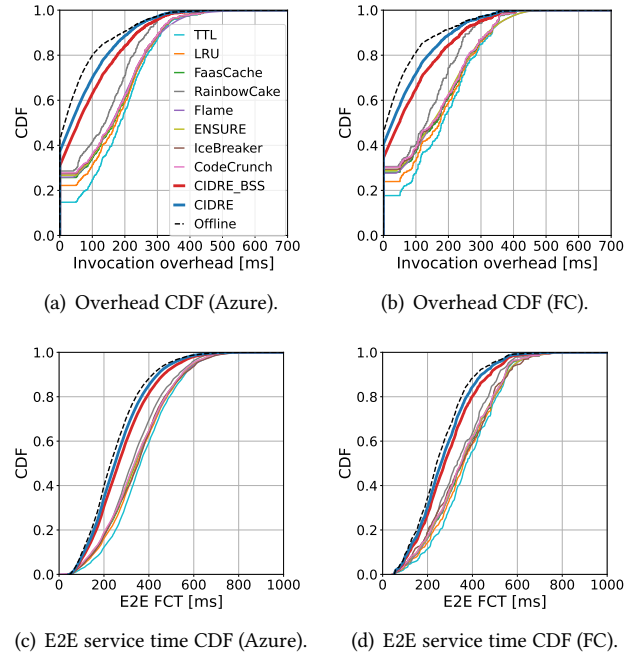 1.0
0.8
0.6
0.4
0.2
0.0
CDF
0 100 200 300 400 500 600 700
Invocation overhead [ms]
TTL
LRU
FaasCache
RainbowCake
Flame
ENSURE
IceBreaker
CodeCrunch
CIDRE_BSS
CIDRE
Offline
(a) Overhead CDF (Azure).
1.0
0.8
0.6
0.4
0.2
0.0
CDF
0 100 200 300 400 500 600 700
Invocation overhead [ms]
(b) Overhead CDF (FC).
1.0
0.8
0.6
0.4
0.2
0.0
CDF
0 200 400 600 800 1000
E2E FCT [ms]
(c) E2E service time CDF (Azure).
1.0
0.8
0.6
0.4
0.2
0.0
CDF
0 200 400 600 800 1000
E2E FCT [ms]
(d) E2E service time CDF (FC).